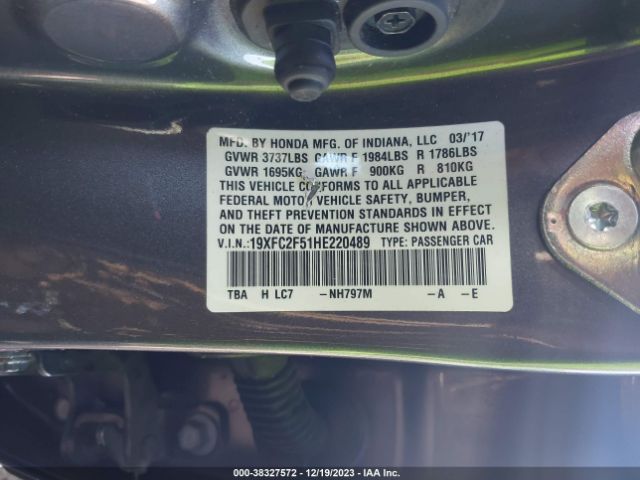 MFD. BY HONDA MFG. OF INDIANA, LLC 03/'17
GVWR 3737LBS GAWR F 1984LBS R 1786LBS
GVWR 1695KG GAWR F 900KG R 810KG
THIS VEHICLE CONFORMS TO ALL APPLICABLE
FEDERAL MOTOR VEHICLE SAFETY, BUMPER,
AND THEFT PREVENTION STANDARDS IN EFFECT
ON THE DATE OF MANUFACTURE SHOWN ABOVE.
V.I.N.:19XFC2F51HE220489 TYPE: PASSENGER CAR
TBA H LC7 -NH797M -A -E
000-38327572 - 12/19/2023 - IAA Inc.